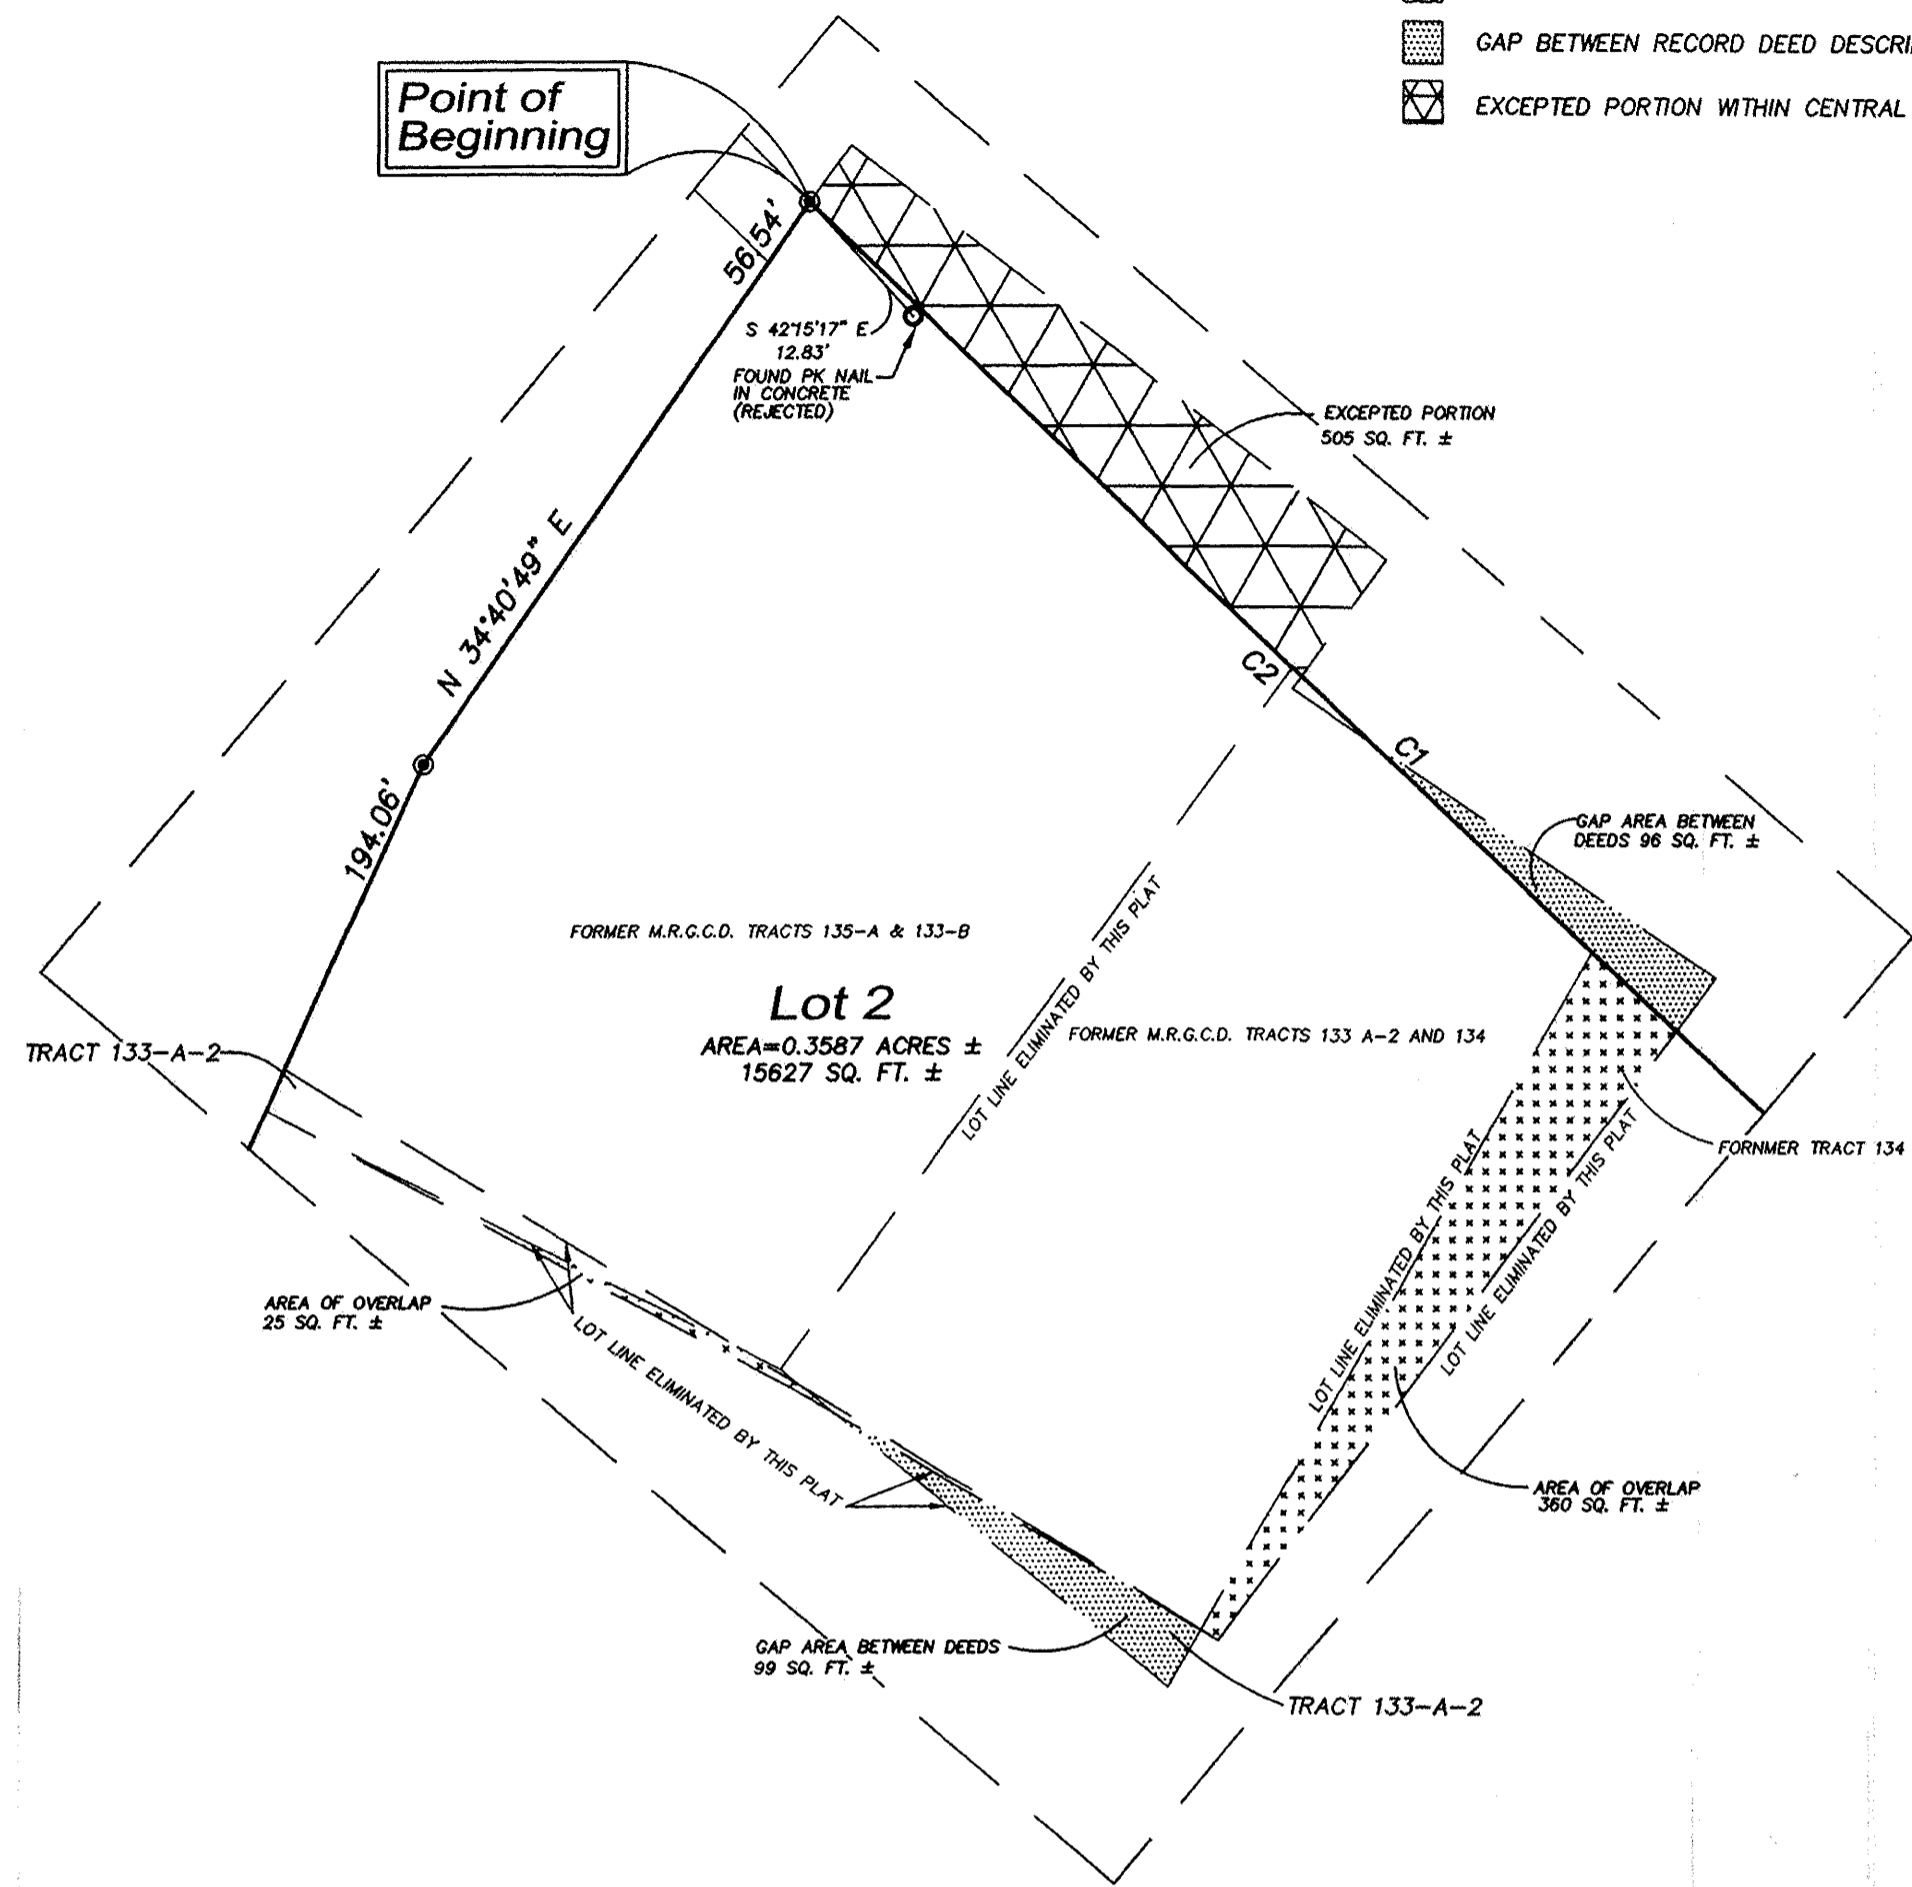 GAP BETWEEN RECORD DEED
EXCEPTED PORTION WITHIN CENTRAL
Point of
Beginning
56.54'
S 42°15'17" E
12.83'
FOUND PK NAIL
IN CONCRETE
(REJECTED)
EXCEPTED PORTION
505 SQ. FT. ±
N 34°40'49" E
C2
C1
194.06'
GAP AREA BETWEEN
DEEDS 96 SQ. FT. ±
FORMER M.R.G.C.D. TRACTS 135-A & 133-B
LOT LINE ELIMINATED BY THIS PLAT
Lot 2
AREA=0.3587 ACRES ±
15627 SQ. FT. ±
FORMER M.R.G.C.D. TRACTS 133 A-2 AND 134
TRACT 133-A-2
FORNMER TRACT 134
LOT LINE ELIMINATED BY THIS PLAT
LOT LINE ELIMINATED BY THIS PLAT
AREA OF OVERLAP
25 SQ. FT. ±
LOT LINE ELIMINATED BY THIS PLAT
AREA OF OVERLAP
360 SQ. FT. ±
GAP AREA BETWEEN DEEDS
99 SQ. FT. ±
TRACT 133-A-2